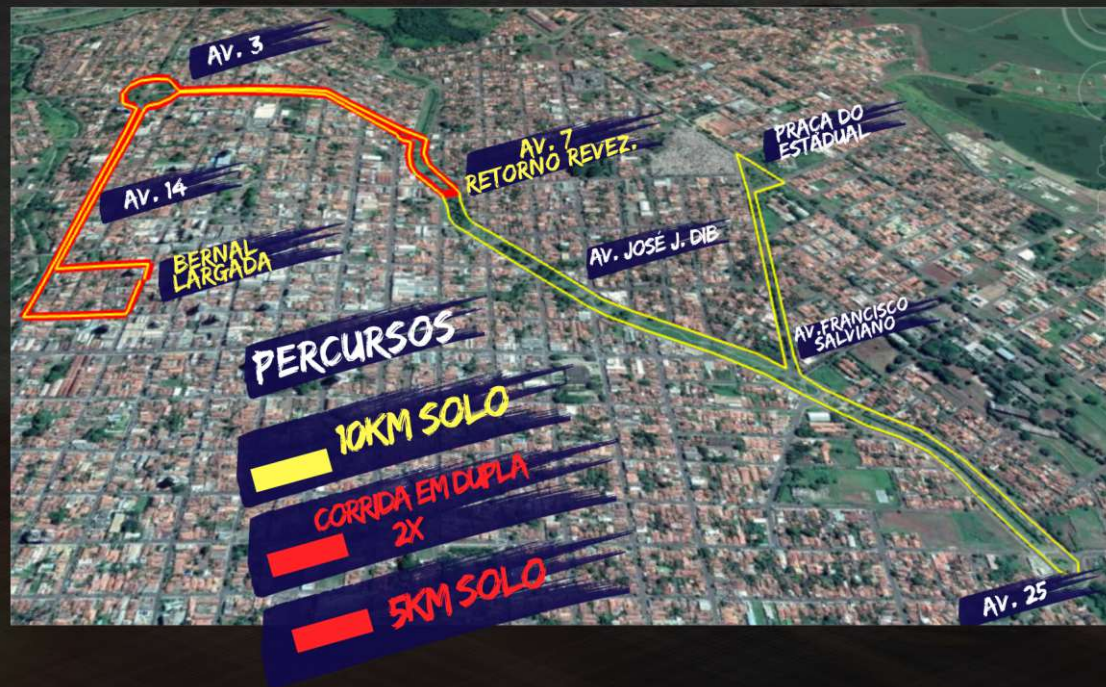 AV. 3
AV. 7
RETORNO REVEZ.
PRAÇA DO
ESTADUAL
AV. 14
BERNAL
LARGADA
AV. JOSÉ J. DIB
AV. FRANCISCO
SALVIANO
PERCURSOS
10KM SOLO
CORRIDA EM DUPLA
2X
5KM SOLO
AV. 25